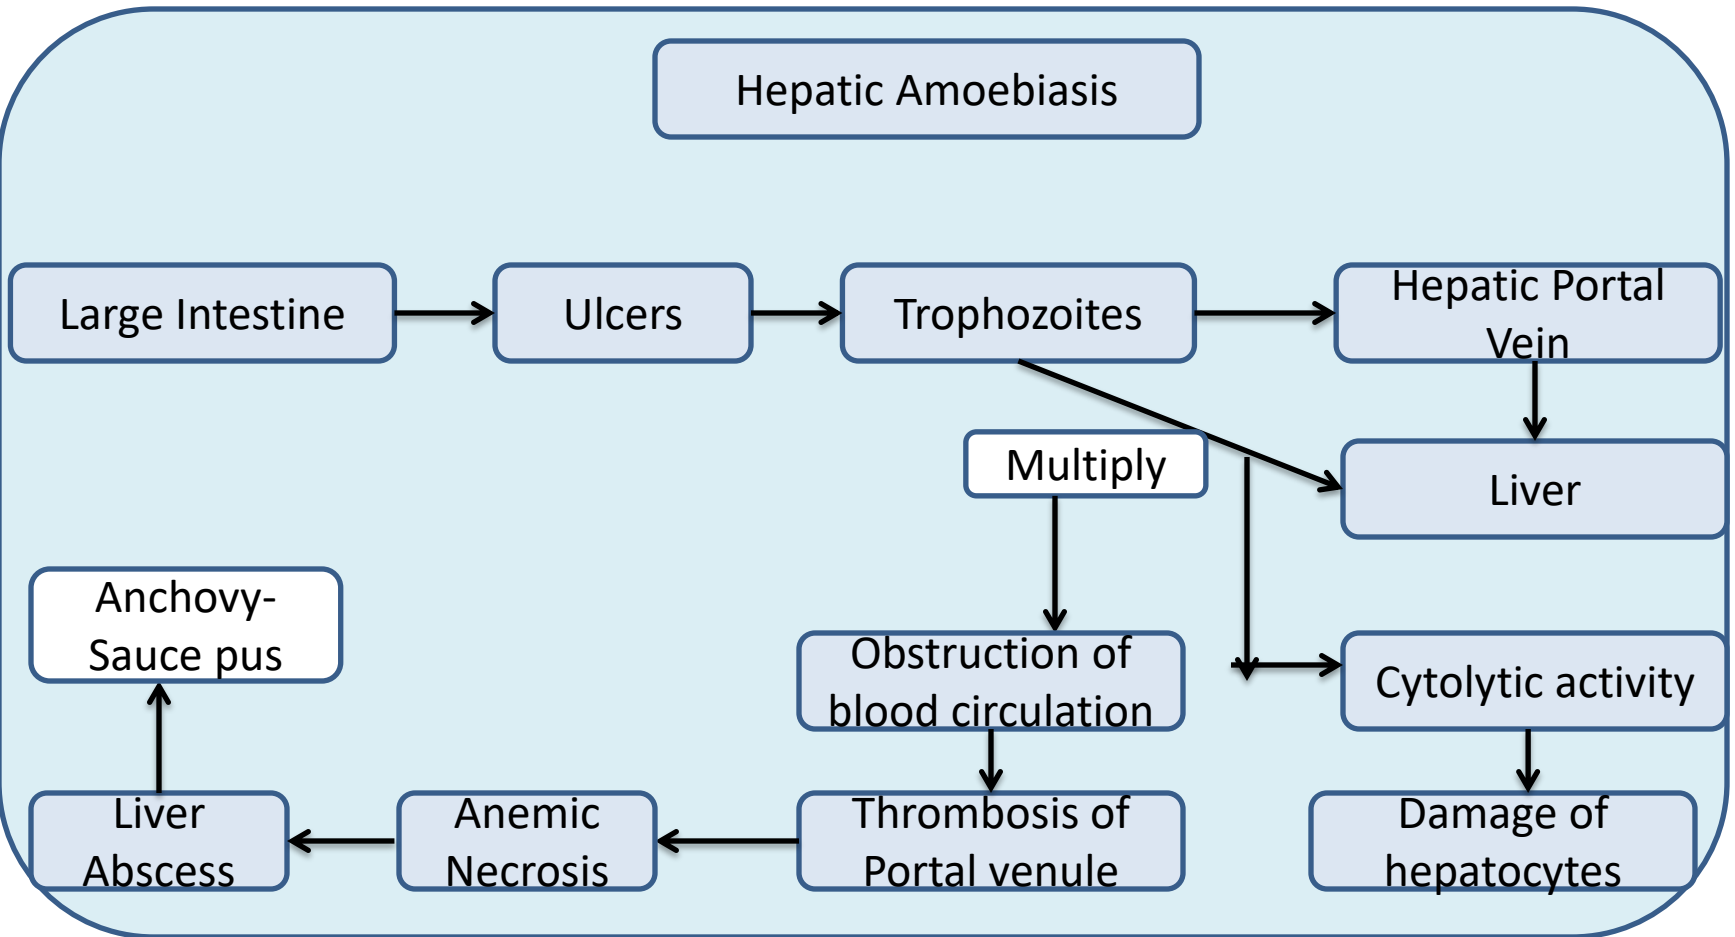 Hepatic Amoebiasis
Large Intestine
Ulcers
Trophozoites
Hepatic Portal
Vein
Multiply
Liver
Anchovy-
Sauce pus
Obstruction of
blood circulation
Cytolytic activity
Liver
Abscess
Anemic
Necrosis
Thrombosis of
Portal venule
Damage of
hepatocytes